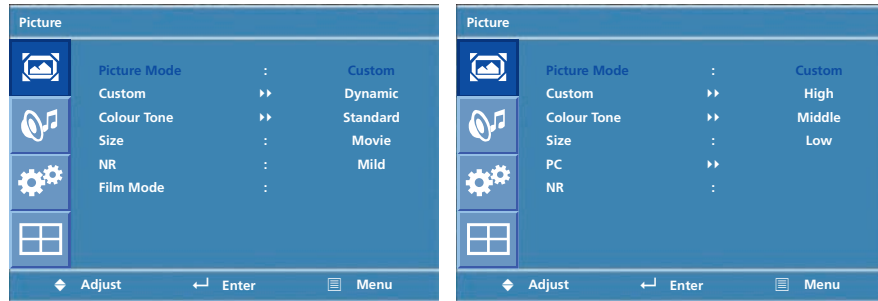 Picture
Picture Mode : Custom
Custom Dynamic
Colour Tone Standard
Size : Movie
NR : Mild
Film Mode :
Adjust Enter Menu
Picture
Picture Mode : Custom
Custom High
Colour Tone Middle
Size : Low
PC
NR :
Adjust Enter Menu